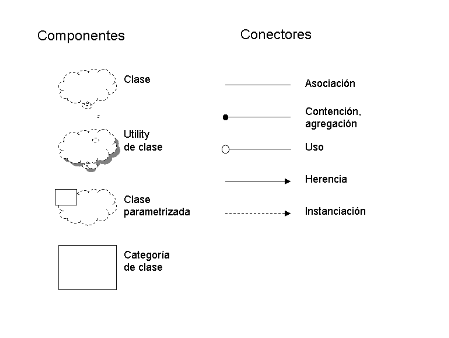 Componentes
Clase
Utility
de clase
Clase
parametrizada
Categoría
de clase
Conectores
Asociación
Contención,
agregación
Uso
Herencia
Instanciación